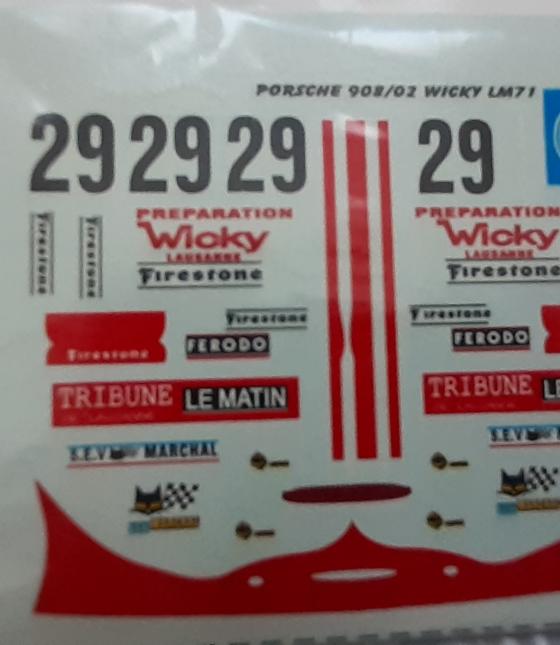 PORSCHE 908/02 WICKY LM71
29 29 29 29
Firestone Firestone
PREPARATION
Wicky
LAUSANNE
Firestone
PREPARATION
Wicky
LAUSANNE
Firestone
Firestone Firestone
Firestone
FERODO FERODO
TRIBUNE LE MATIN
TRIBUNE
S.E.V MARCHAL
S.E.V